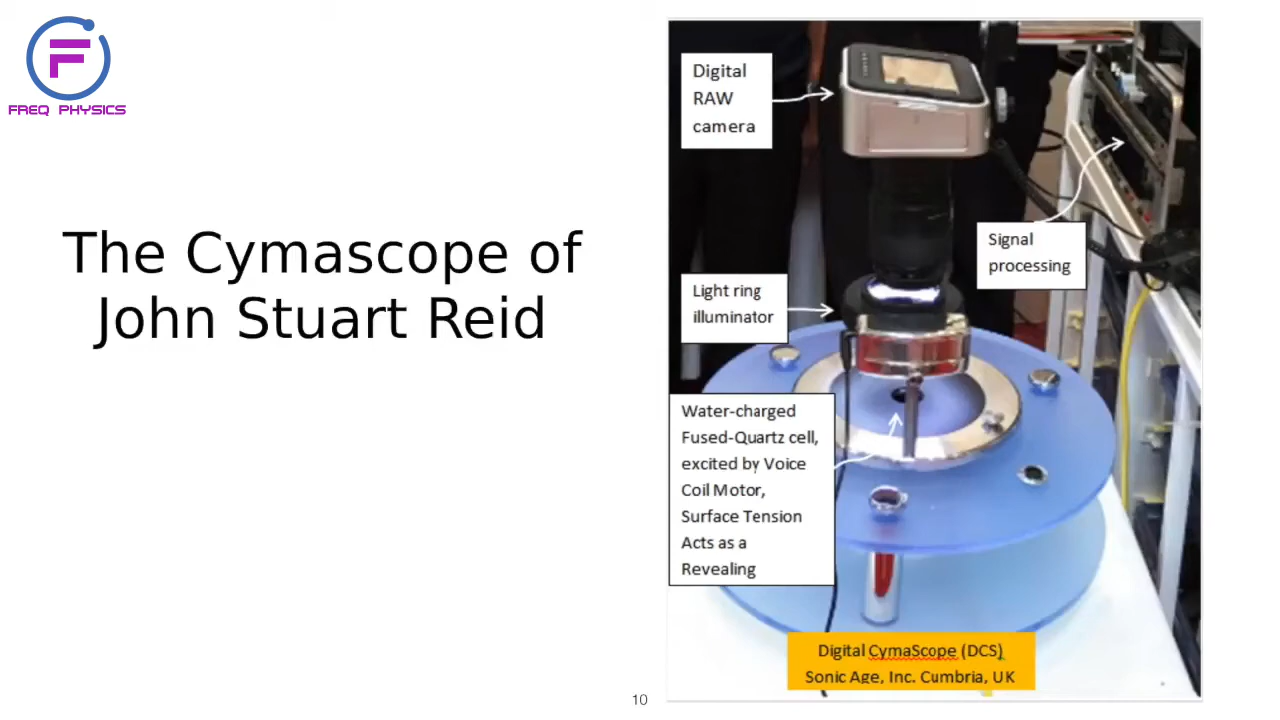 F
FREQ PHYSICS
The Cymascope of
John Stuart Reid
Digital
RAW
camera
Signal
processing
Light ring
illuminator
Water-charged
Fused-Quartz cell,
excited by Voice
Coil Motor,
Surface Tension
Acts as a
Revealing
Digital CymaScope (DCS)
Sonic Age, Inc. Cumbria, UK
10